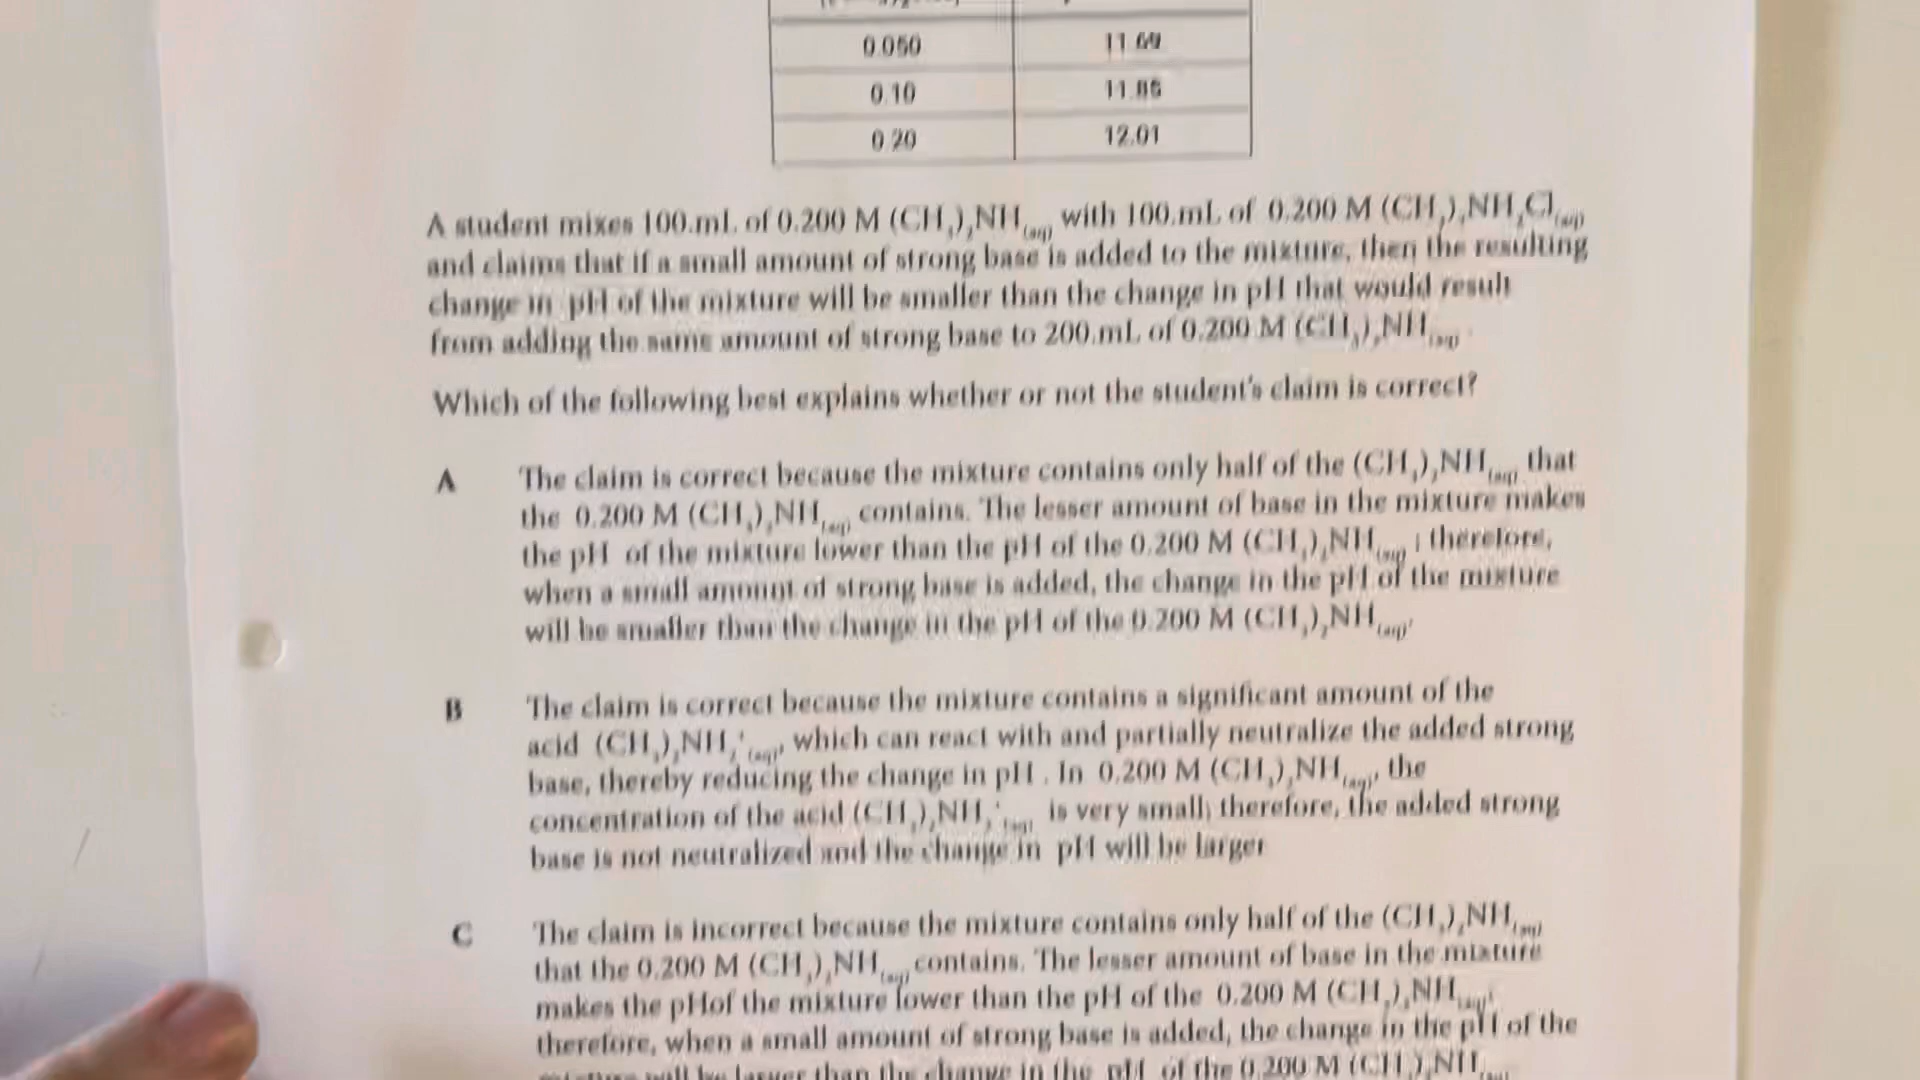 0.050 11.69
0.10 11.85
0.20 12.01
A student mixes 100.mL of 0.200 M (CH₃)₂NH(aq) with 100.mL of 0.200 M (CH₃)₂NH₂Cl(aq)
and claims that if a small amount of strong base is added to the mixture, then the resulting
change in pH of the mixture will be smaller than the change in pH that would result
from adding the same amount of strong base to 200.mL of 0.200 M (CH₃)₂NH(aq).
Which of the following best explains whether or not the student's claim is correct?
A The claim is correct because the mixture contains only half of the (CH₃)₂NH(aq) that
the 0.200 M (CH₃)₂NH(aq) contains. The lesser amount of base in the mixture makes
the pH of the mixture lower than the pH of the 0.200 M (CH₃)₂NH(aq); therefore,
when a small amount of strong base is added, the change in the pH of the mixture
will be smaller than the change in the pH of the 0.200 M (CH₃)₂NH(aq).
B The claim is correct because the mixture contains a significant amount of the
acid (CH₃)₂NH₂⁺(aq), which can react with and partially neutralize the added strong
base, thereby reducing the change in pH. In 0.200 M (CH₃)₂NH(aq), the
concentration of the acid (CH₃)₂NH₂⁺(aq) is very small; therefore, the added strong
base is not neutralized and the change in pH will be larger
C The claim is incorrect because the mixture contains only half of the (CH₃)₂NH(aq)
that the 0.200 M (CH₃)₂NH(aq) contains. The lesser amount of base in the mixture
makes the pHof the mixture lower than the pH of the 0.200 M (CH₃)₂NH(aq);
therefore, when a small amount of strong base is added, the change in the pH of the
mixture will be larger than the change in the pH of the 0.200 M (CH₃)₂NH(aq)